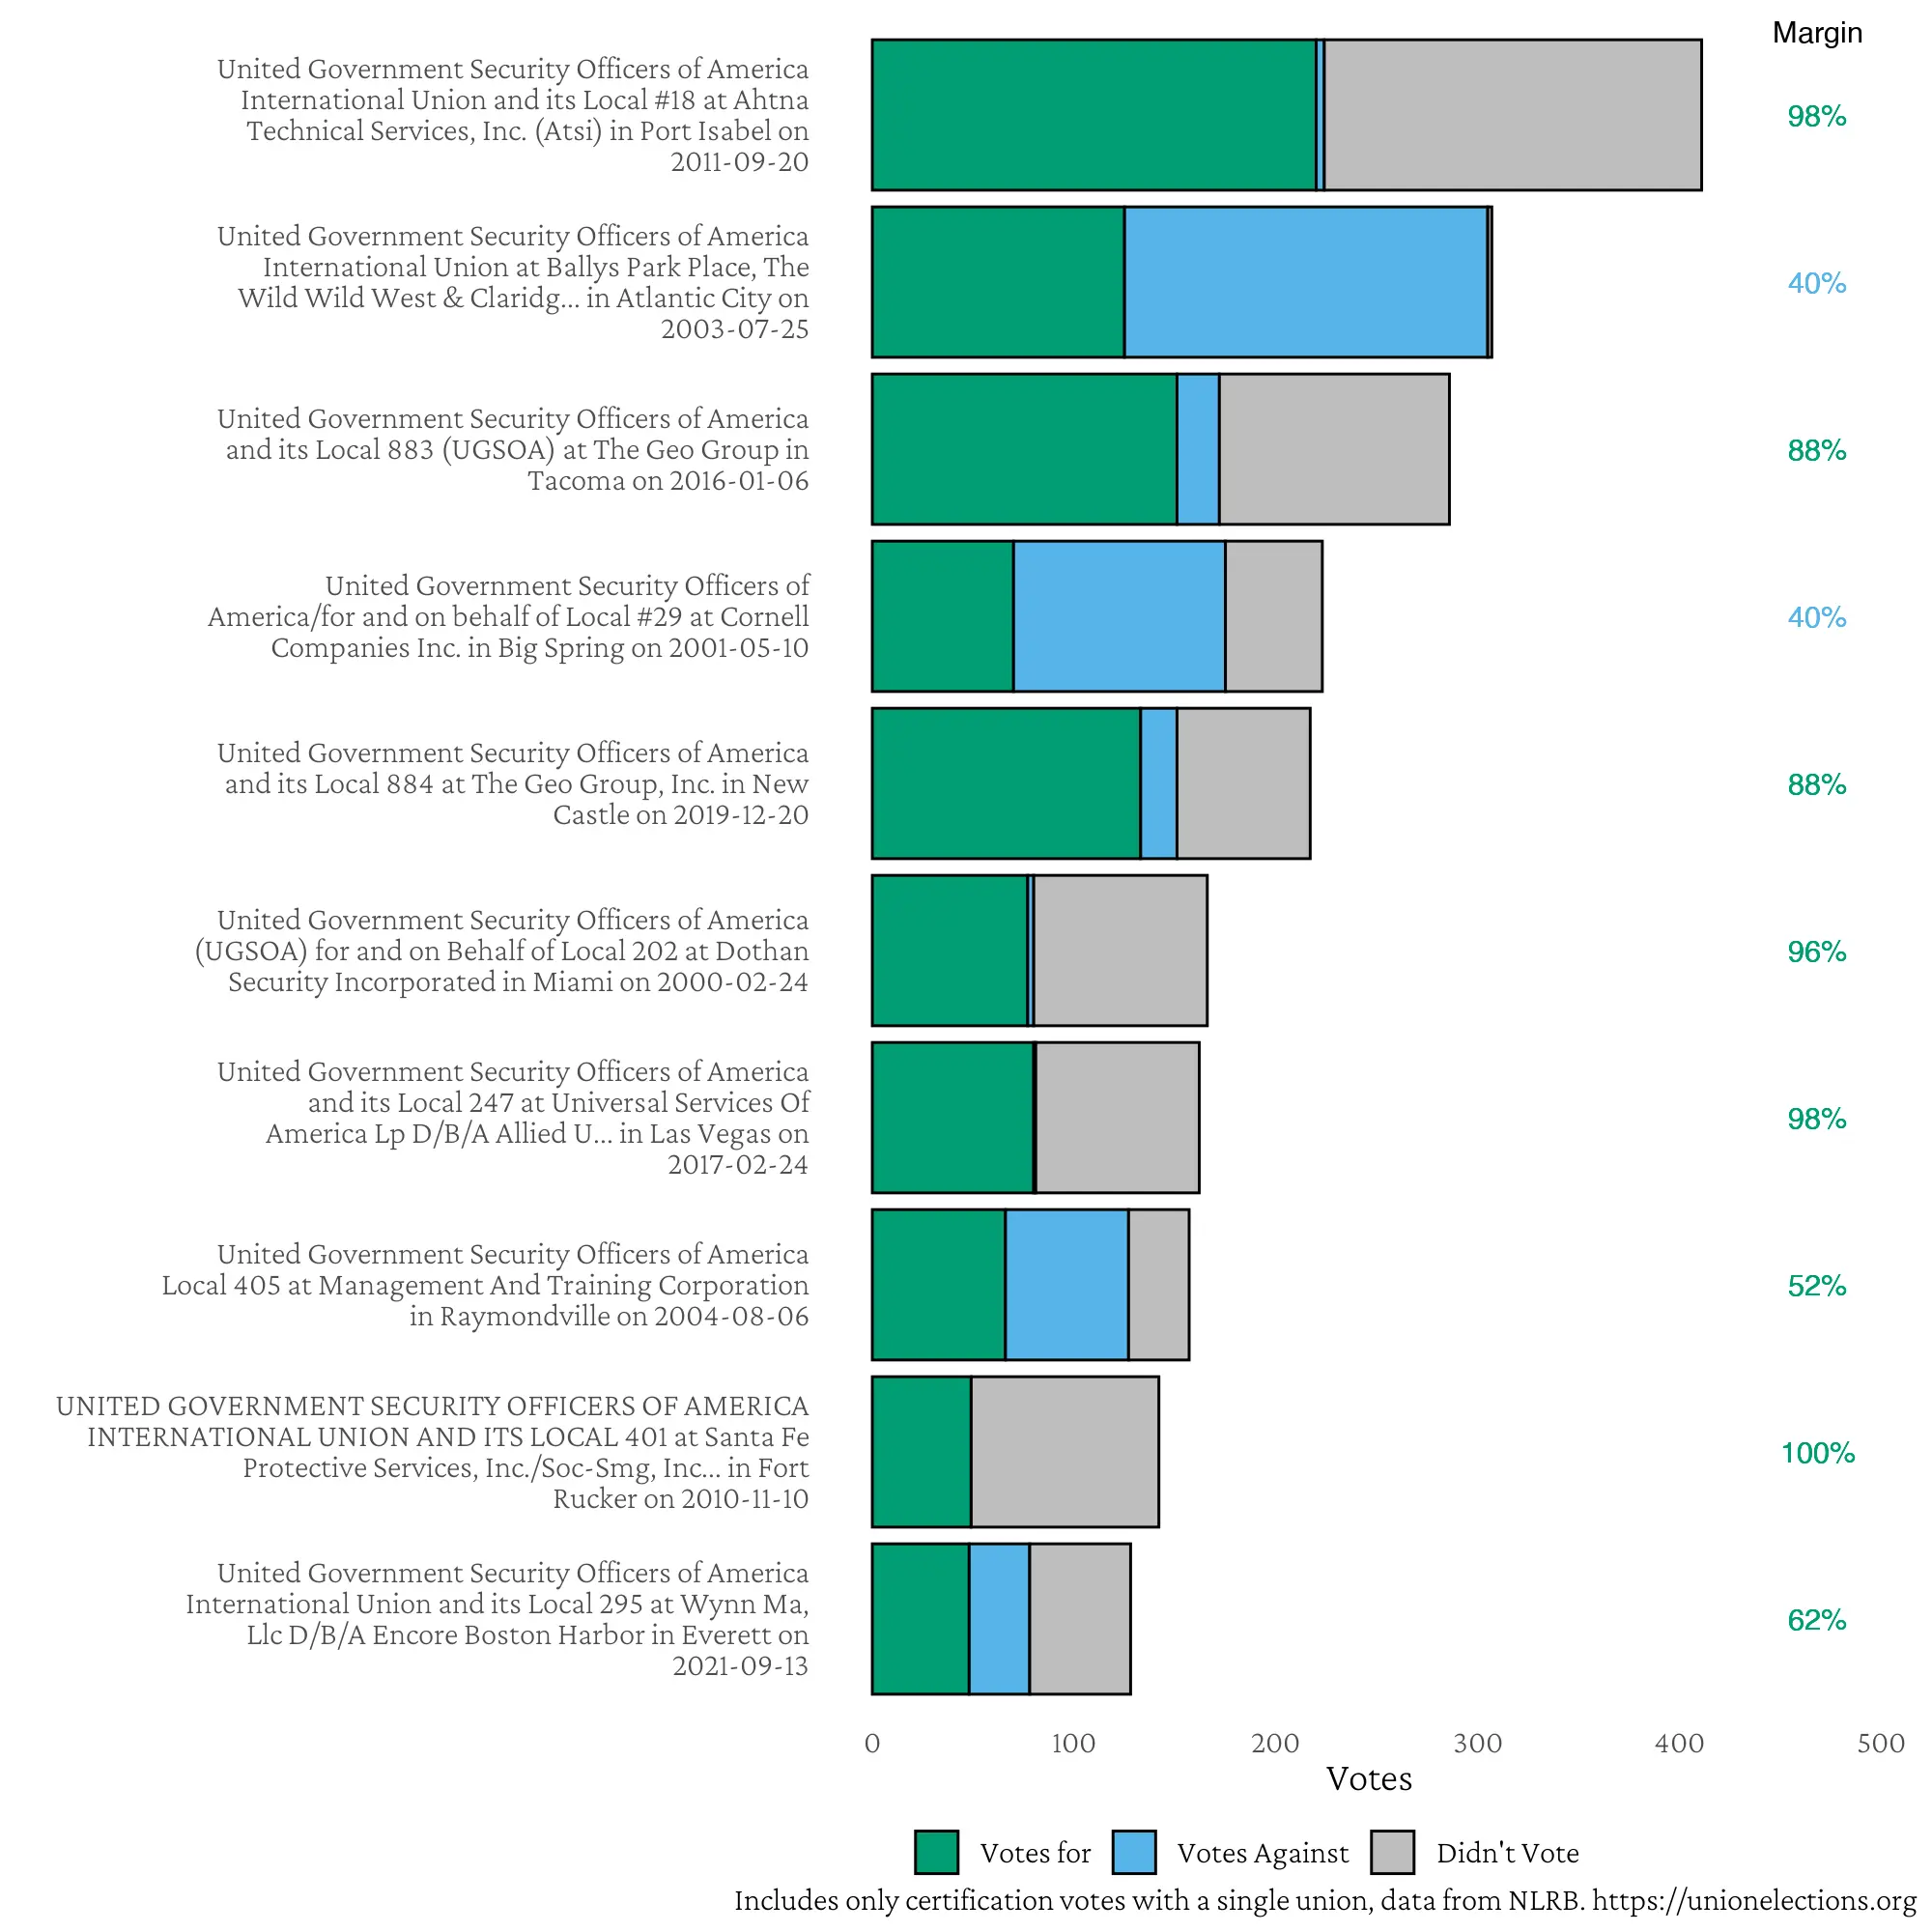 Margin
United Government Security Officers of America
International Union and its Local #18 at Ahtna
Technical Services, Inc. (Atsi) in Port Isabel on
2011-09-20
98%
United Government Security Officers of America
International Union at Ballys Park Place, The
Wild Wild West & Claridg... in Atlantic City on
2003-07-25
40%
United Government Security Officers of America
and its Local 883 (UGSOA) at The Geo Group in
Tacoma on 2016-01-06
88%
United Government Security Officers of
America/for and on behalf of Local #29 at Cornell
Companies Inc. in Big Spring on 2001-05-10
40%
United Government Security Officers of America
and its Local 884 at The Geo Group, Inc. in New
Castle on 2019-12-20
88%
United Government Security Officers of America
(UGSOA) for and on Behalf of Local 202 at Dothan
Security Incorporated in Miami on 2000-02-24
96%
United Government Security Officers of America
and its Local 247 at Universal Services Of
America Lp D/B/A Allied U... in Las Vegas on
2017-02-24
98%
United Government Security Officers of America
Local 405 at Management And Training Corporation
in Raymondville on 2004-08-06
52%
UNITED GOVERNMENT SECURITY OFFICERS OF AMERICA
INTERNATIONAL UNION AND ITS LOCAL 401 at Santa Fe
Protective Services, Inc./Soc-Smg, Inc... in Fort
Rucker on 2010-11-10
100%
United Government Security Officers of America
International Union and its Local 295 at Wynn Ma,
Llc D/B/A Encore Boston Harbor in Everett on
2021-09-13
62%
0 100 200 300 400 500
Votes
Votes for Votes Against Didn't Vote
Includes only certification votes with a single union, data from NLRB. https://unionelections.org